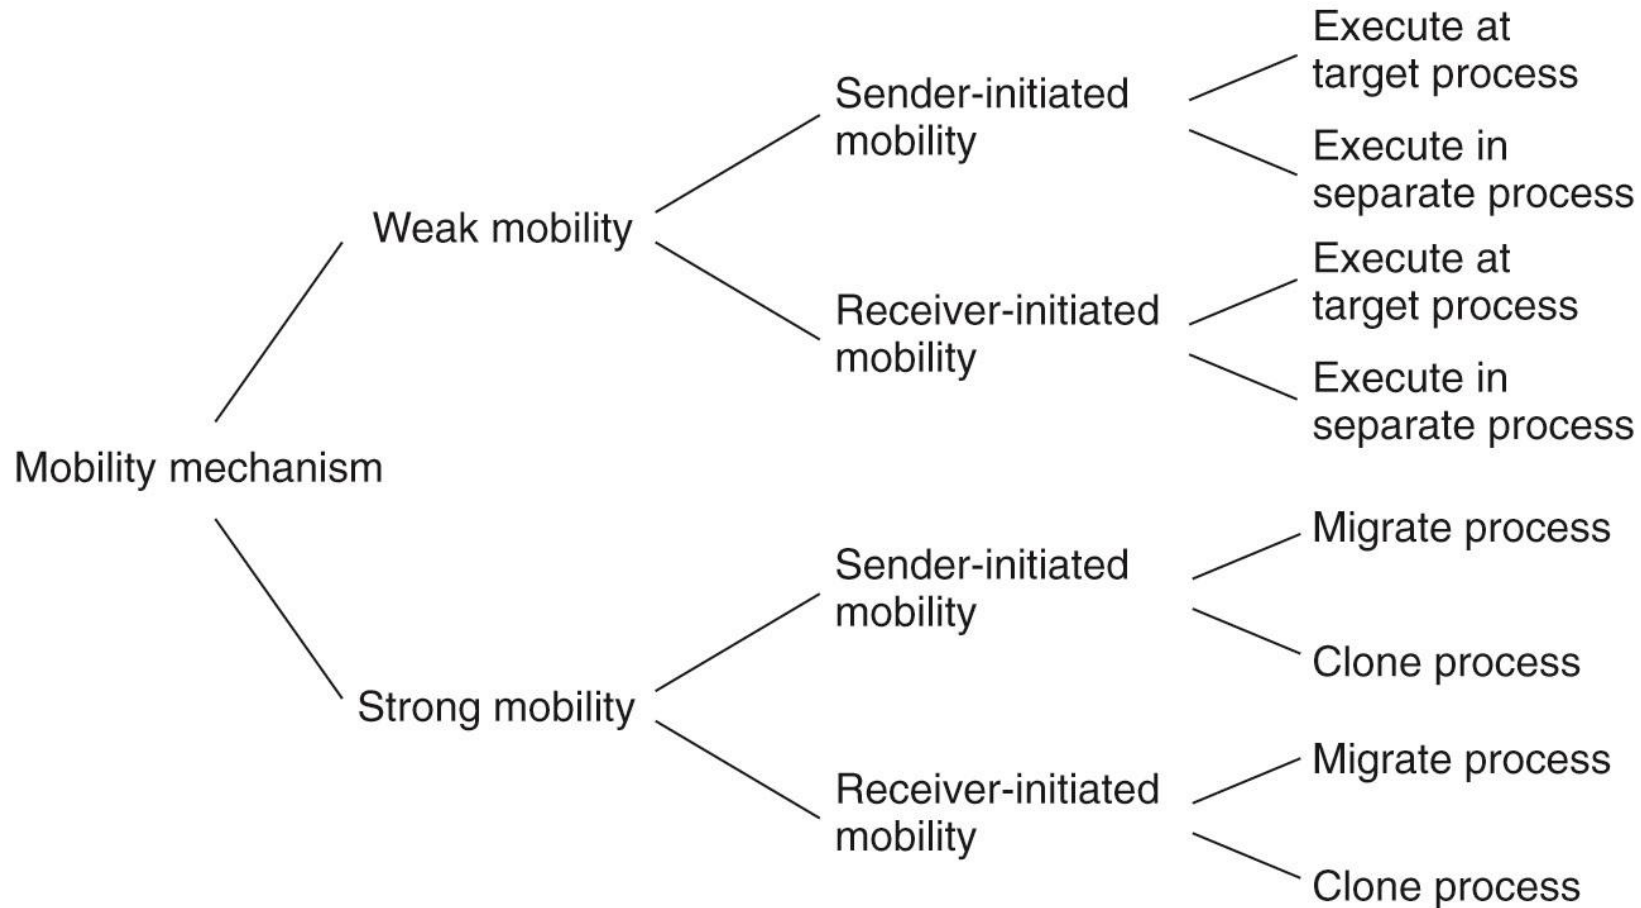 Execute at
target process
Sender-initiated
mobility
Execute in
separate process
Weak mobility
Execute at
target process
Receiver-initiated
mobility
Execute in
separate process
Mobility mechanism
Migrate process
Sender-initiated
mobility
Clone process
Strong mobility
Migrate process
Receiver-initiated
mobility
Clone process